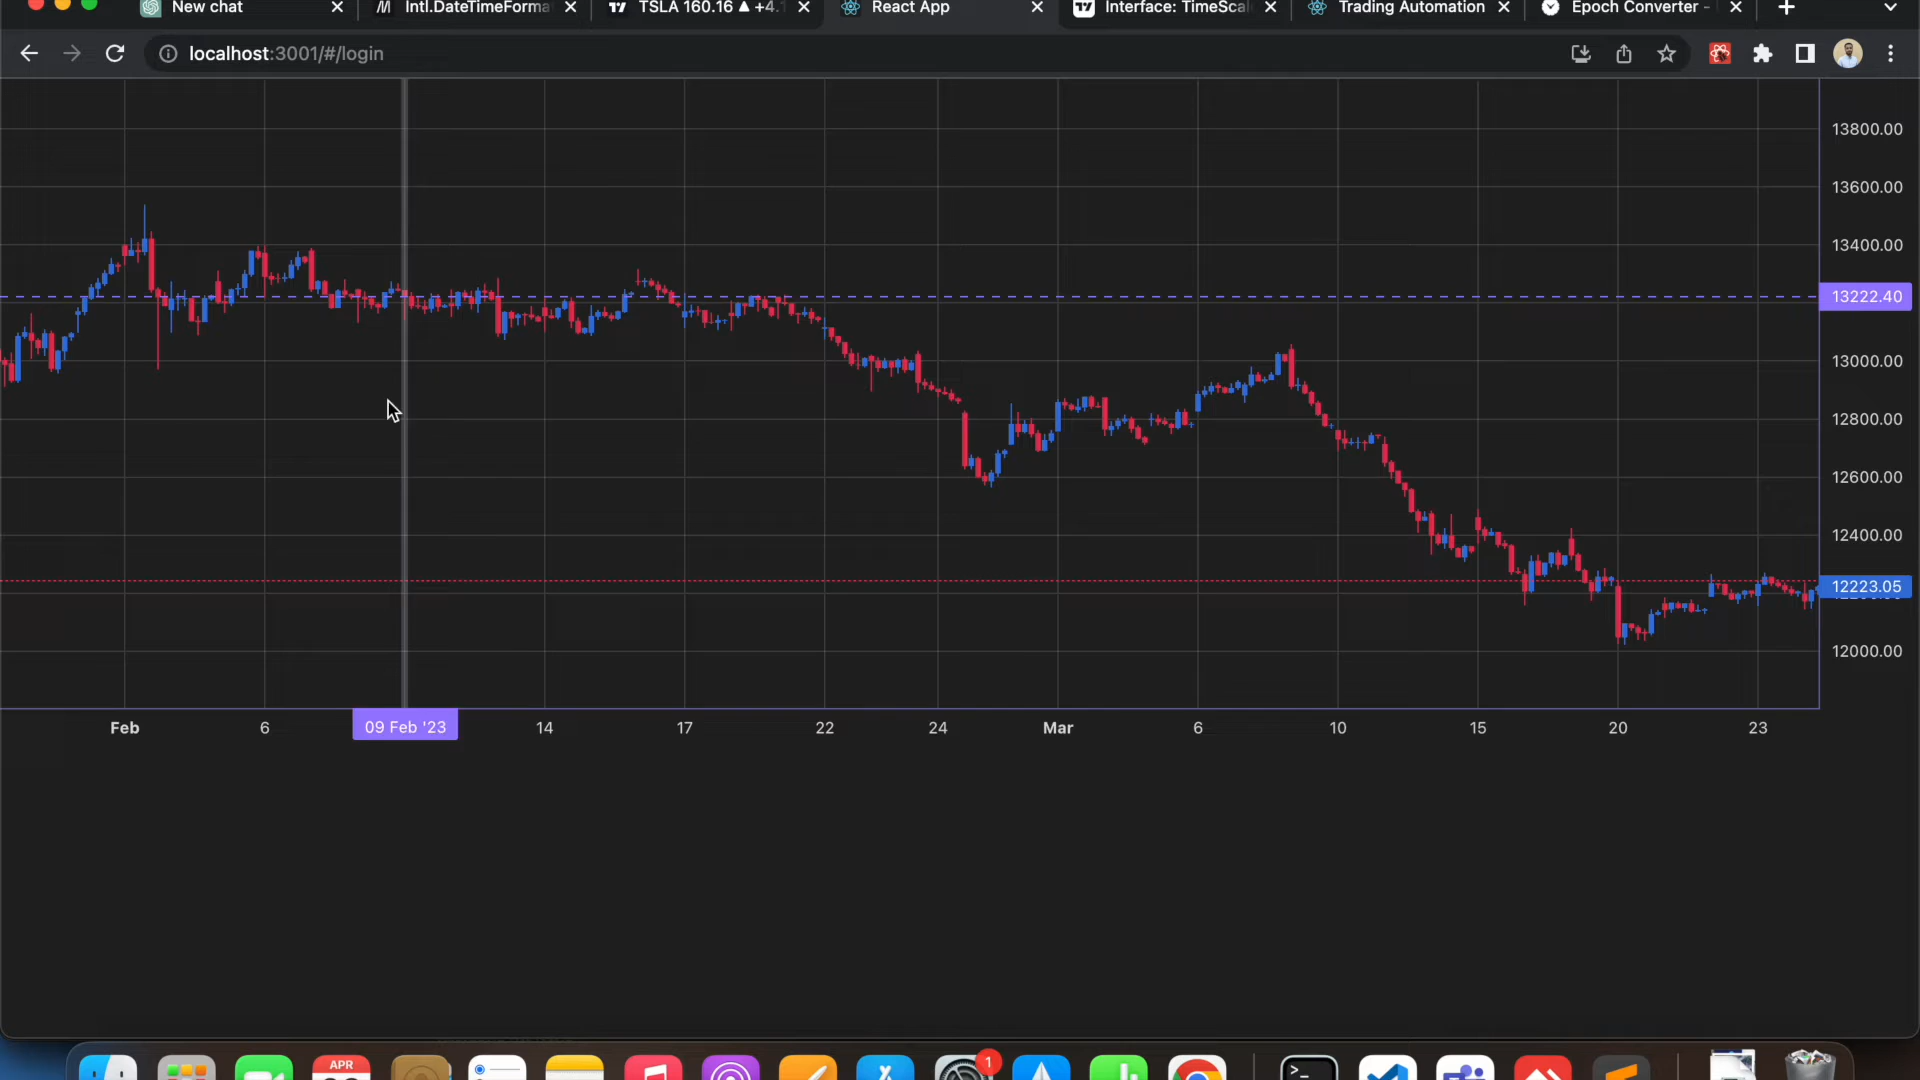 New chat
Intl.DateTimeForma
TSLA 160.16 ▲ +4.1
React App
Interface: TimeScal
Trading Automation
Epoch Converter -
localhost:3001/#/login
13800.00
13600.00
13400.00
13222.40
13000.00
12800.00
12600.00
12400.00
12223.05
12000.00
Feb 6 09 Feb '23 14 17 22 24 Mar 6 10 15 20 23
1
APR